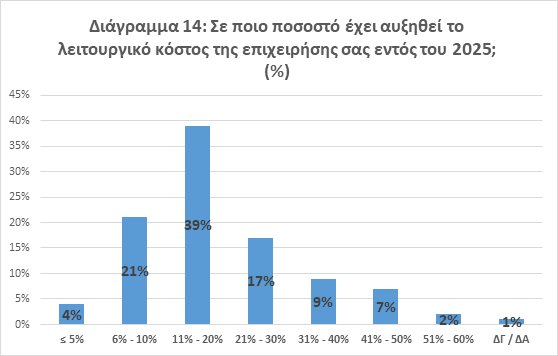 Διάγραμμα 14: Σε ποιο ποσοστό έχει αυξηθεί το
λειτουργικό κόστος της επιχειρήσης σας εντός του 2025;
(%)
45%
40%
35%
30%
25%
20%
15%
10%
5%
0%
4%
21%
39%
17%
9%
7%
2%
1%
≤ 5%
6% - 10%
11% - 20%
21% - 30%
31% - 40%
41% - 50%
51% - 60%
ΔΓ / ΔΑ